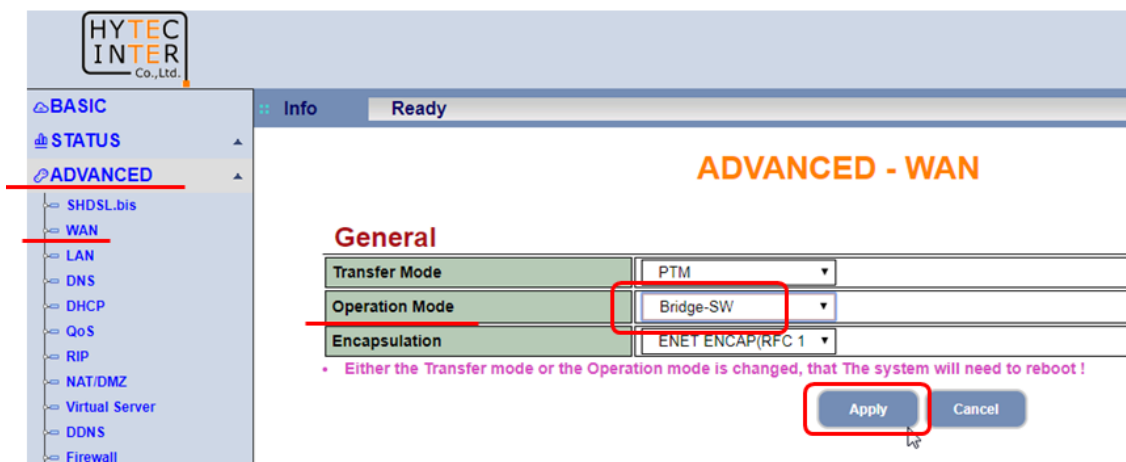 HYTEC
INTER
Co.,Ltd.
BASIC
STATUS
ADVANCED
SHDSL.bis
WAN
LAN
DNS
DHCP
QoS
RIP
NAT/DMZ
Virtual Server
DDNS
Firewall
Info Ready
ADVANCED - WAN
General
Transfer Mode PTM
Operation Mode Bridge-SW
Encapsulation ENET ENCAP(RFC 1
• Either the Transfer mode or the Operation mode is changed, that The system will need to reboot !
Apply Cancel